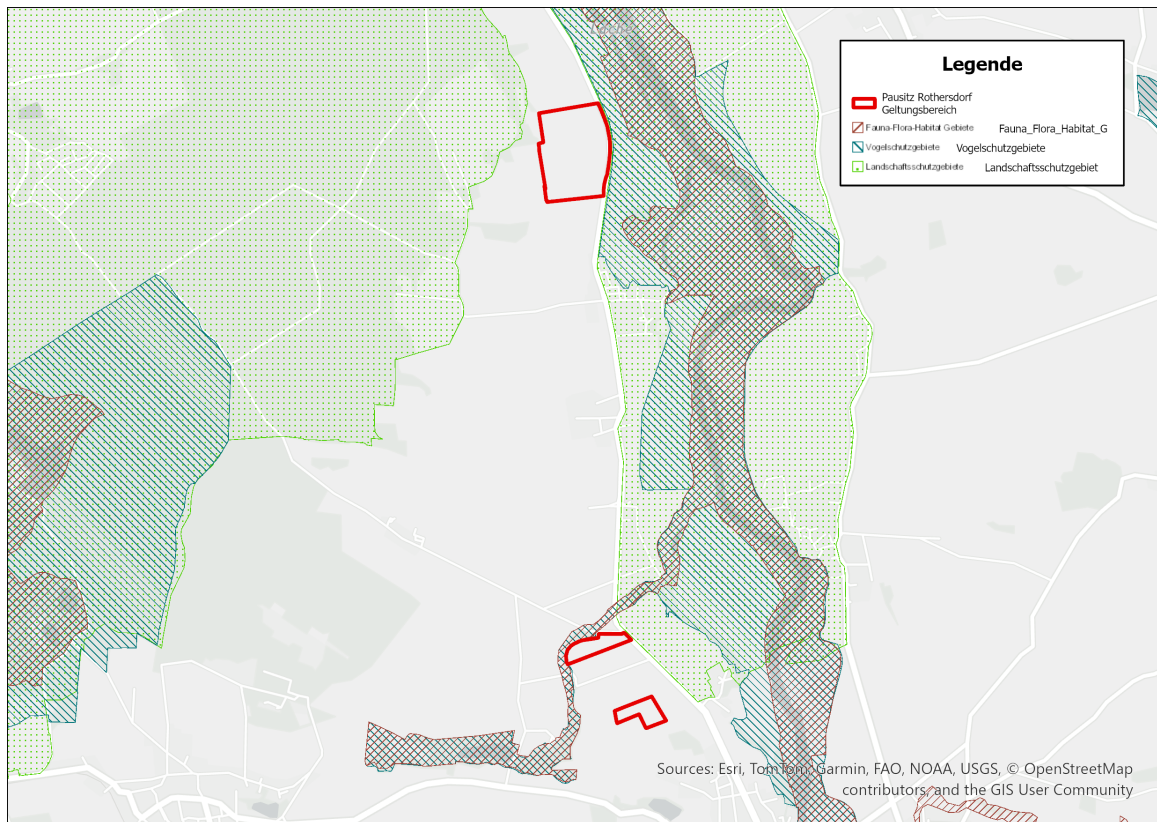 Legende
Pausitz Rothersdorf
Geltungsbereich
Fauna-Flora-Habitat Gebiete Fauna_Flora_Habitat_G
Vogelschutzgebiete Vogelschutzgebiete
Landschaftsschutzgebiete Landschaftsschutzgebiet
Sources: Esri, TomTom, Garmin, FAO, NOAA, USGS, © OpenStreetMap
contributors, and the GIS User Community